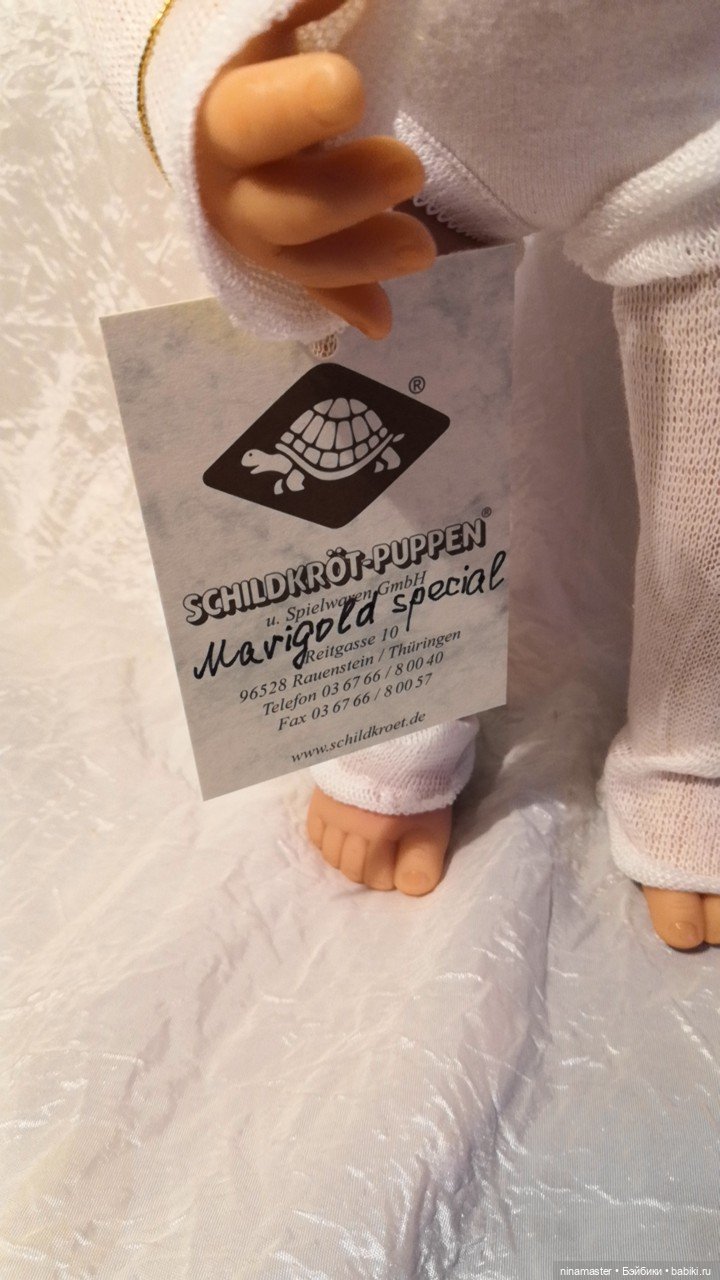 ®
SCHILDKRÖT-PUPPEN®
u. Spielwaren GmbH
Marigold special
Reitgasse 10
96528 Rauenstein / Thüringen
Telefon 03 67 66 / 8 00 40
Fax 03 67 66 / 8 00 57
www.schildkroet.de
ninamaster • Бэйбики • babiki.ru